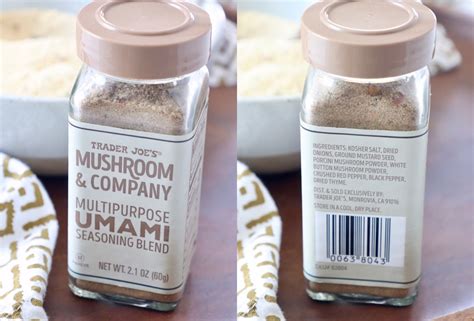 TRADER JOE'S
MUSHROOM
& COMPANY
MULTIPURPOSE
UMAMI
SEASONING BLEND
NET WT. 2.1 OZ (60g)
INGREDIENTS: KOSHER SALT, DRIED
ONIONS, GROUND MUSTARD SEED,
PORCINI MUSHROOM POWDER, WHITE
BUTTON MUSHROOM POWDER,
CRUSHED RED PEPPER, BLACK PEPPER,
DRIED THYME.
DIST. & SOLD EXCLUSIVELY BY:
TRADER JOE'S, MONROVIA, CA 91016
STORE IN A COOL, DRY PLACE.
0063 8043